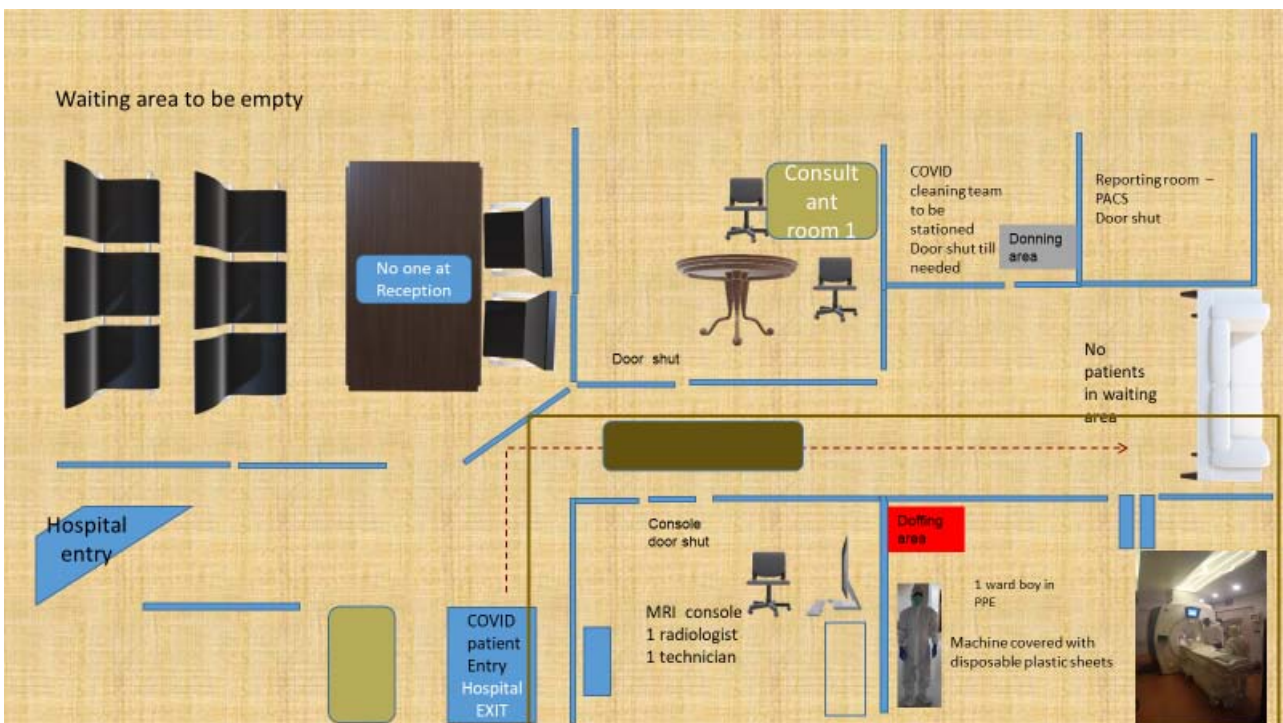 Waiting area to be empty
No one at
Reception
Consult
ant
room 1
COVID
cleaning team
to be
stationed
Door shut till
needed
Donning
area
Reporting room –
PACS
Door shut
Door shut
No
patients
in waiting
area
Hospital
entry
COVID
patient
Entry
Hospital
EXIT
Console
door shut
MRI console
1 radiologist
1 technician
Doffing
area
1 ward boy in
PPE
Machine covered with
disposable plastic sheets